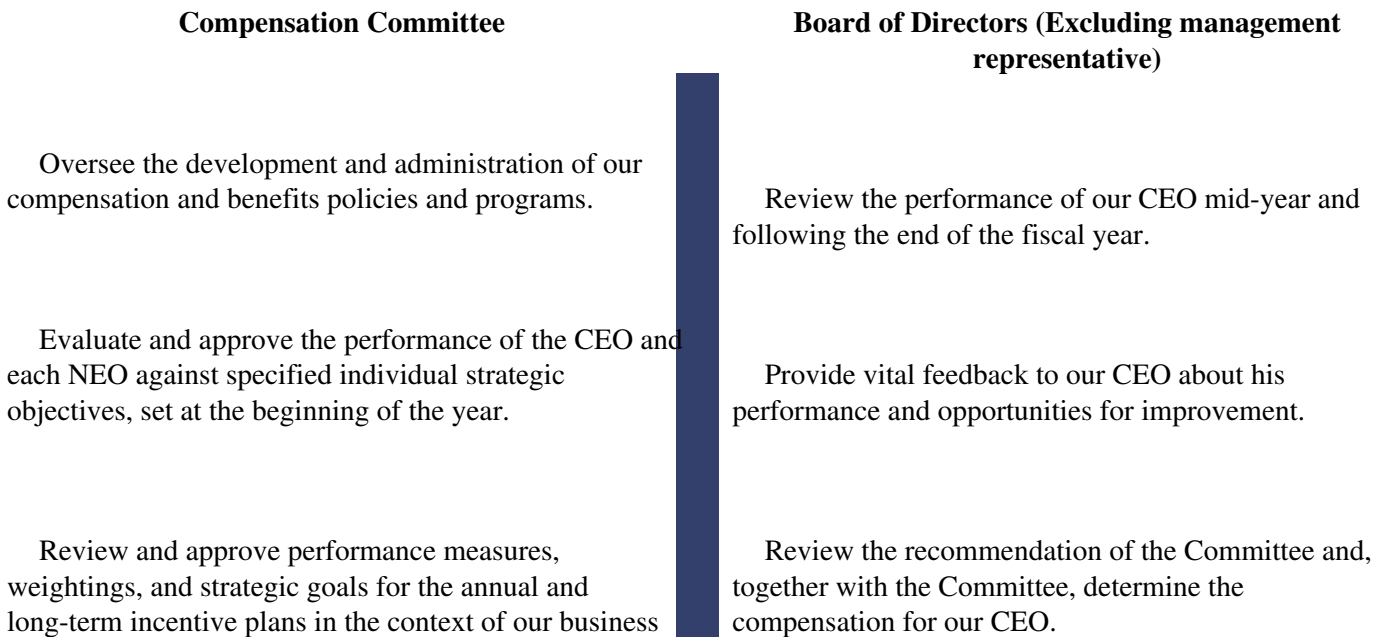 Compensation Committee
Oversee the development and administration of our
compensation and benefits policies and programs.
Evaluate and approve the performance of the CEO and
each NEO against specified individual strategic
objectives, set at the beginning of the year.
Review and approve performance measures,
weightings, and strategic goals for the annual and
long-term incentive plans in the context of our business
Board of Directors (Excluding management
representative)
Review the performance of our CEO mid-year and
following the end of the fiscal year.
Provide vital feedback to our CEO about his
performance and opportunities for improvement.
Review the recommendation of the Committee and,
together with the Committee, determine the
compensation for our CEO.